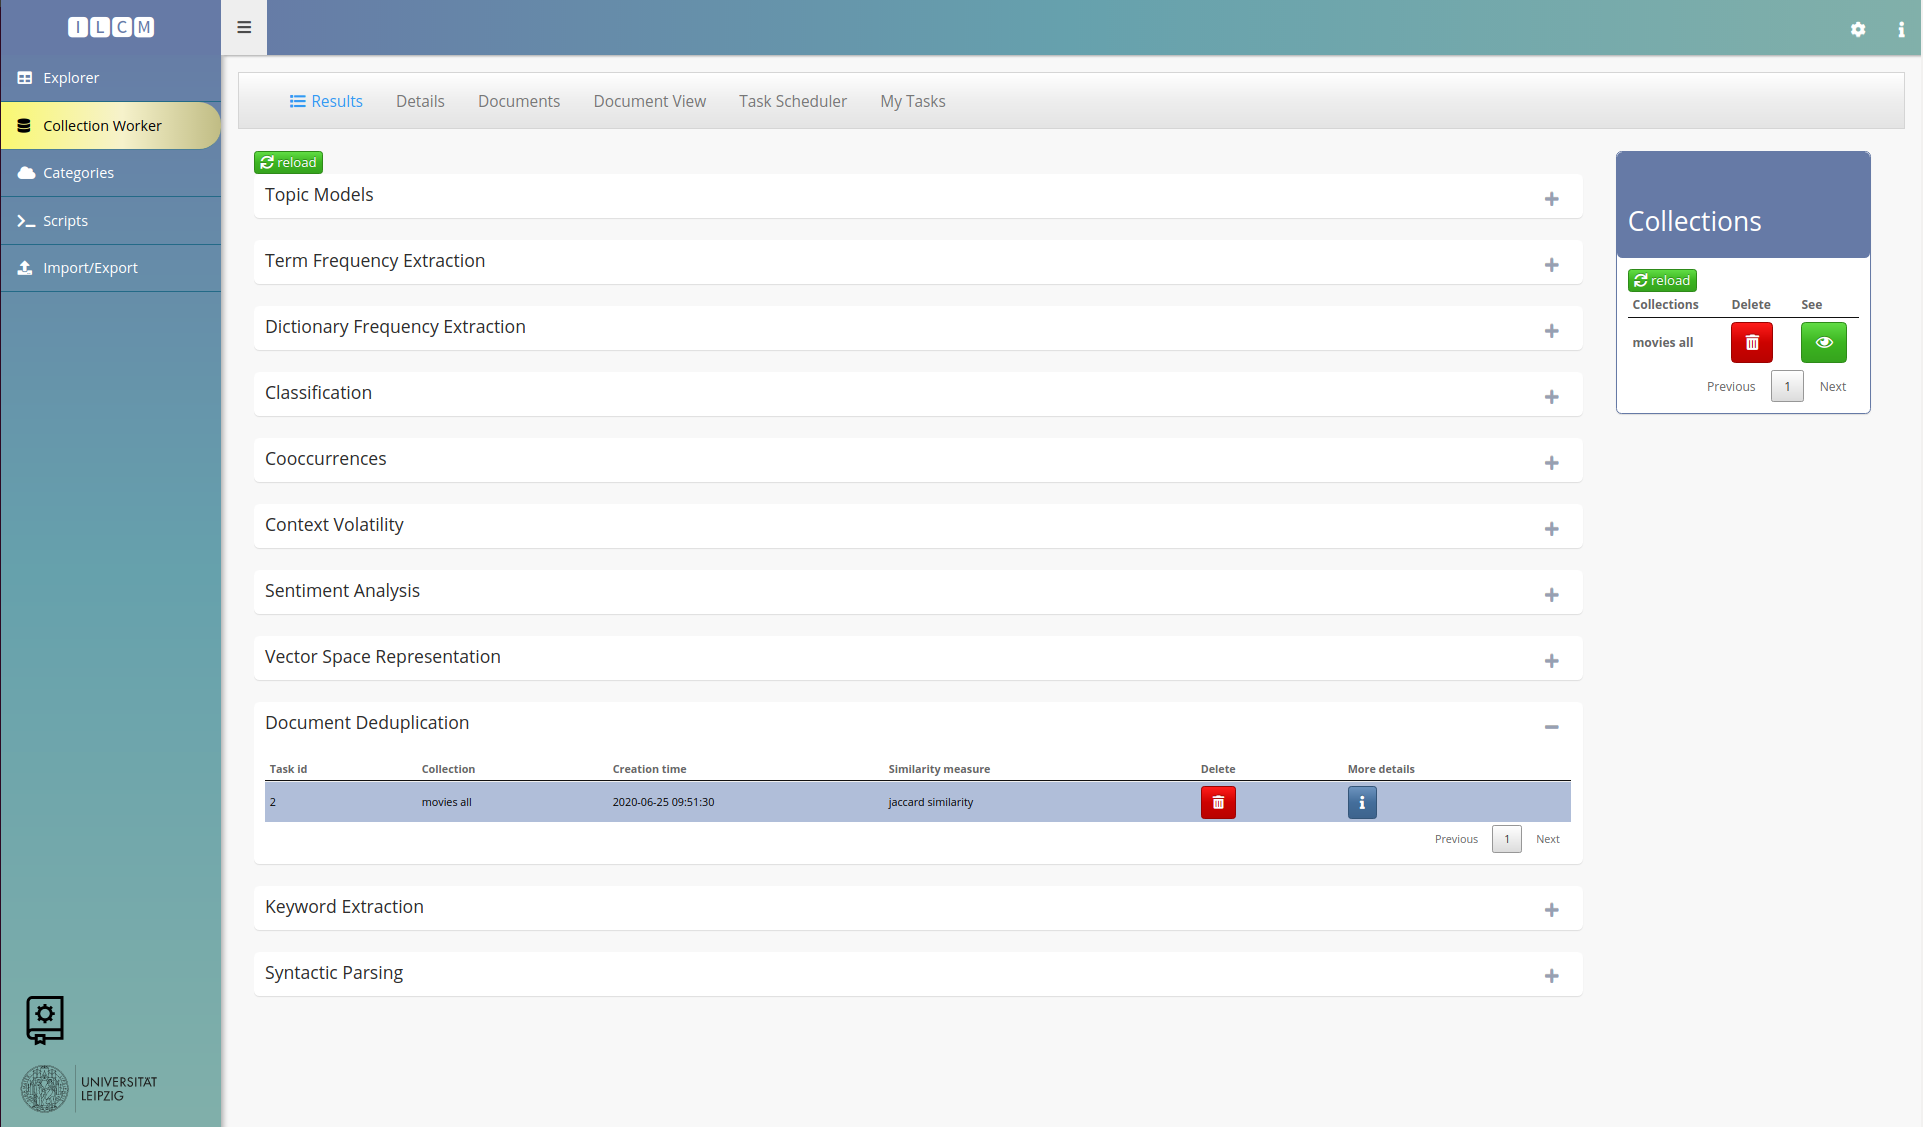 ILCM
Explorer
Collection Worker
Categories
Scripts
Import/Export
UNIVERSITÄT
LEIPZIG
Results Details Documents Document View Task Scheduler My Tasks
reload
Topic Models
Term Frequency Extraction
Dictionary Frequency Extraction
Classification
Cooccurrences
Context Volatility
Sentiment Analysis
Vector Space Representation
Document Deduplication
Task id Collection Creation time Similarity measure Delete More details
2 movies all 2020-06-25 09:51:30 jaccard similarity
Previous 1 Next
Keyword Extraction
Syntactic Parsing
Collections
reload
Collections Delete See
movies all
Previous 1 Next